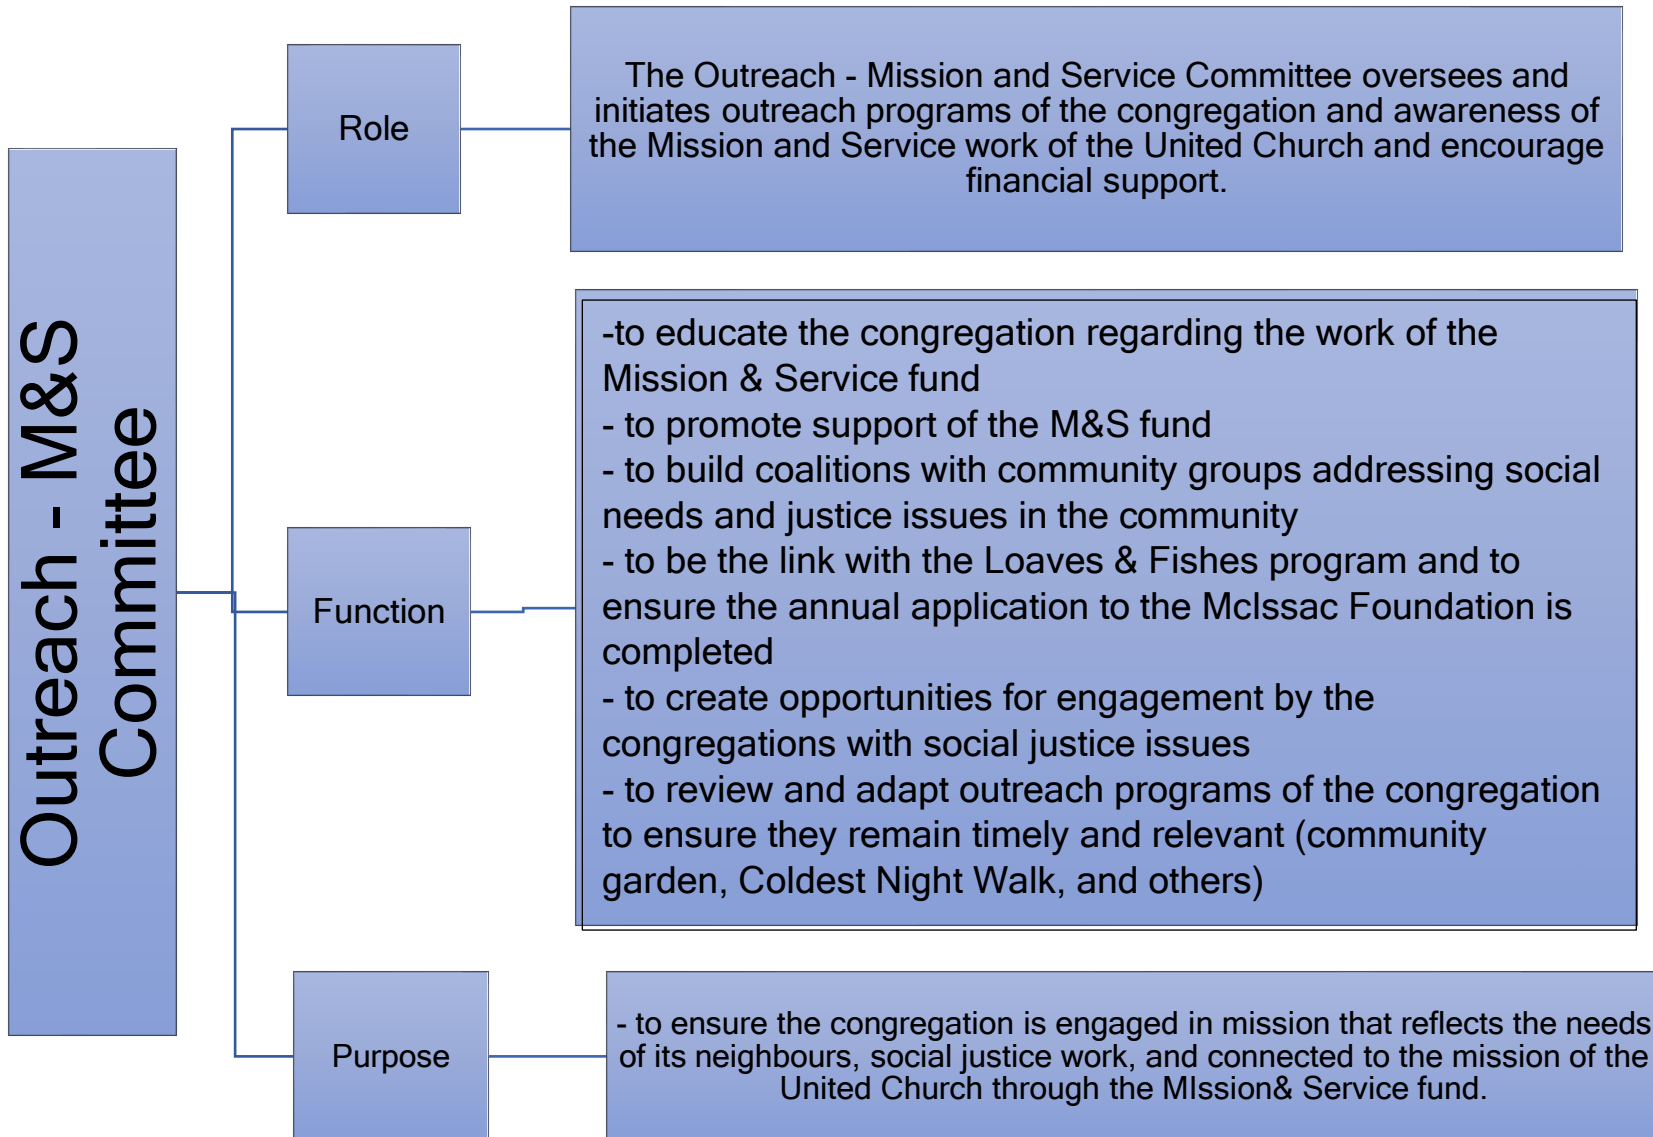 Outreach - M&S
Committee
Role
The Outreach - Mission and Service Committee oversees and
initiates outreach programs of the congregation and awareness of
the Mission and Service work of the United Church and encourage
financial support.
Function
-to educate the congregation regarding the work of the
Mission & Service fund
- to promote support of the M&S fund
- to build coalitions with community groups addressing social
needs and justice issues in the community
- to be the link with the Loaves & Fishes program and to
ensure the annual application to the McIssac Foundation is
completed
- to create opportunities for engagement by the
congregations with social justice issues
- to review and adapt outreach programs of the congregation
to ensure they remain timely and relevant (community
garden, Coldest Night Walk, and others)
Purpose
- to ensure the congregation is engaged in mission that reflects the needs
of its neighbours, social justice work, and connected to the mission of the
United Church through the MIssion& Service fund.